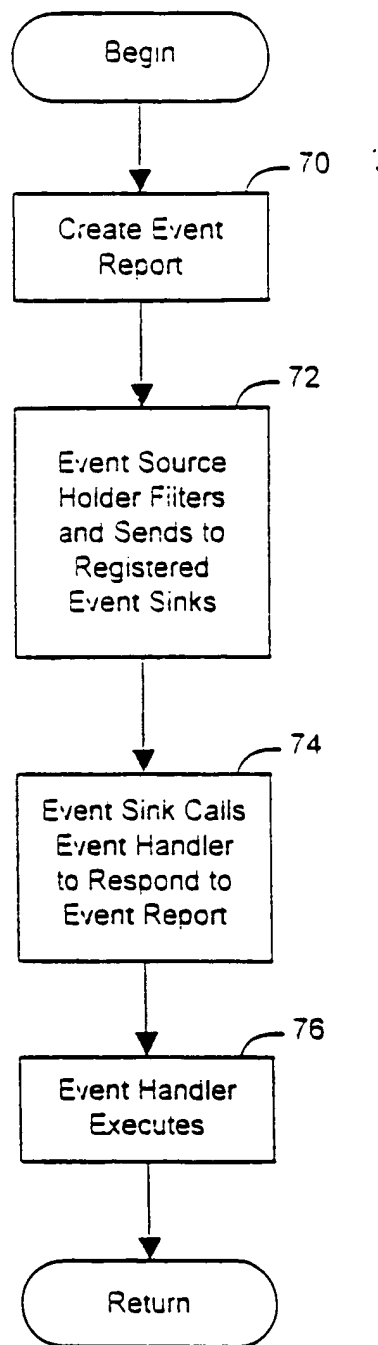 Begin
70
Create Event
Report
72
Event Source
Holder Filters
and Sends to
Registered
Event Sinks
74
Event Sink Calls
Event Handler
to Respond to
Event Report
76
Event Handler
Executes
Return